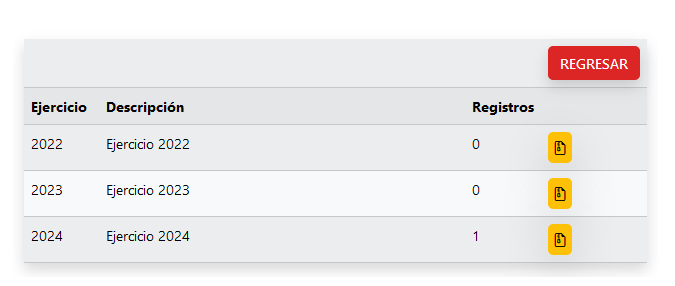 REGRESAR
Ejercicio Descripción Registros
2022 Ejercicio 2022 0
2023 Ejercicio 2023 0
2024 Ejercicio 2024 1